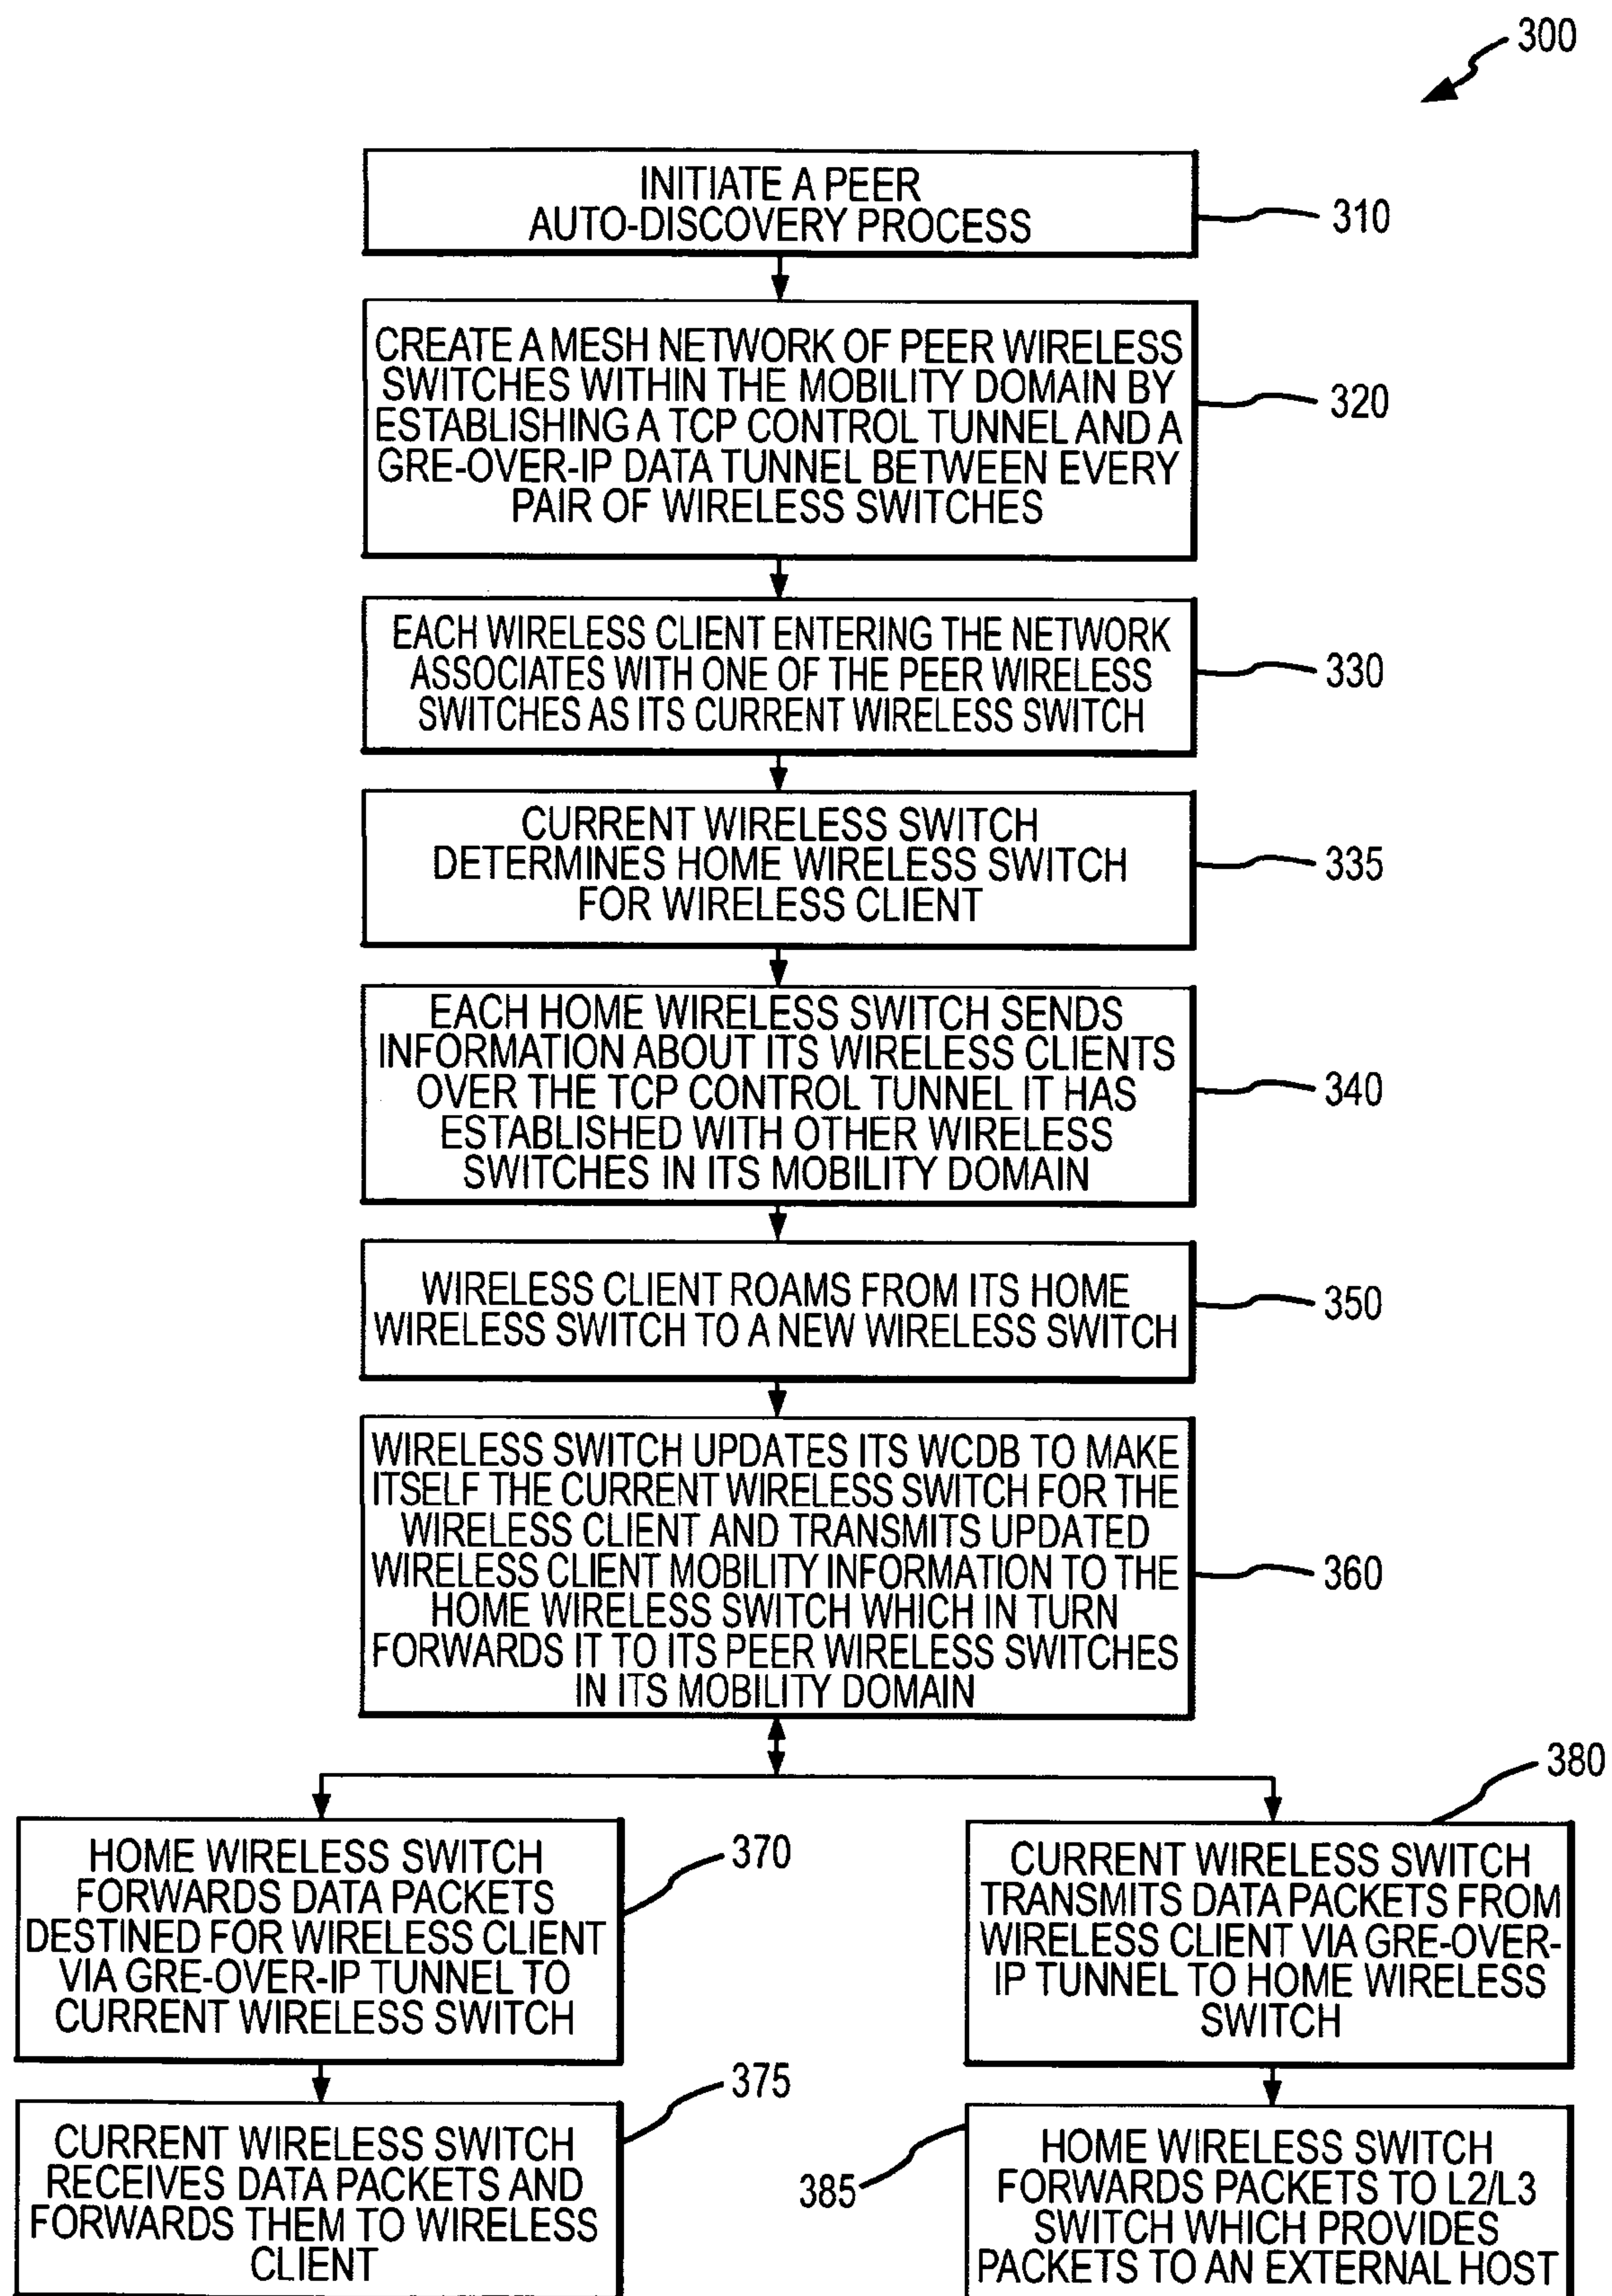 300
INITIATE A PEER
AUTO-DISCOVERY PROCESS
310
CREATE A MESH NETWORK OF PEER WIRELESS
SWITCHES WITHIN THE MOBILITY DOMAIN BY
ESTABLISHING A TCP CONTROL TUNNEL AND A
GRE-OVER-IP DATA TUNNEL BETWEEN EVERY
PAIR OF WIRELESS SWITCHES
320
EACH WIRELESS CLIENT ENTERING THE NETWORK
ASSOCIATES WITH ONE OF THE PEER WIRELESS
SWITCHES AS ITS CURRENT WIRELESS SWITCH
330
CURRENT WIRELESS SWITCH
DETERMINES HOME WIRELESS SWITCH
FOR WIRELESS CLIENT
335
EACH HOME WIRELESS SWITCH SENDS
INFORMATION ABOUT ITS WIRELESS CLIENTS
OVER THE TCP CONTROL TUNNEL IT HAS
ESTABLISHED WITH OTHER WIRELESS
SWITCHES IN ITS MOBILITY DOMAIN
340
WIRELESS CLIENT ROAMS FROM ITS HOME
WIRELESS SWITCH TO A NEW WIRELESS SWITCH
350
WIRELESS SWITCH UPDATES ITS WCDB TO MAKE
ITSELF THE CURRENT WIRELESS SWITCH FOR THE
WIRELESS CLIENT AND TRANSMITS UPDATED
WIRELESS CLIENT MOBILITY INFORMATION TO THE
HOME WIRELESS SWITCH WHICH IN TURN
FORWARDS IT TO ITS PEER WIRELESS SWITCHES
IN ITS MOBILITY DOMAIN
360
HOME WIRELESS SWITCH
FORWARDS DATA PACKETS
DESTINED FOR WIRELESS CLIENT
VIA GRE-OVER-IP TUNNEL TO
CURRENT WIRELESS SWITCH
370
CURRENT WIRELESS SWITCH
RECEIVES DATA PACKETS AND
FORWARDS THEM TO WIRELESS
CLIENT
375
380
CURRENT WIRELESS SWITCH
TRANSMITS DATA PACKETS FROM
WIRELESS CLIENT VIA GRE-OVER-
IP TUNNEL TO HOME WIRELESS
SWITCH
385
HOME WIRELESS SWITCH
FORWARDS PACKETS TO L2/L3
SWITCH WHICH PROVIDES
PACKETS TO AN EXTERNAL HOST